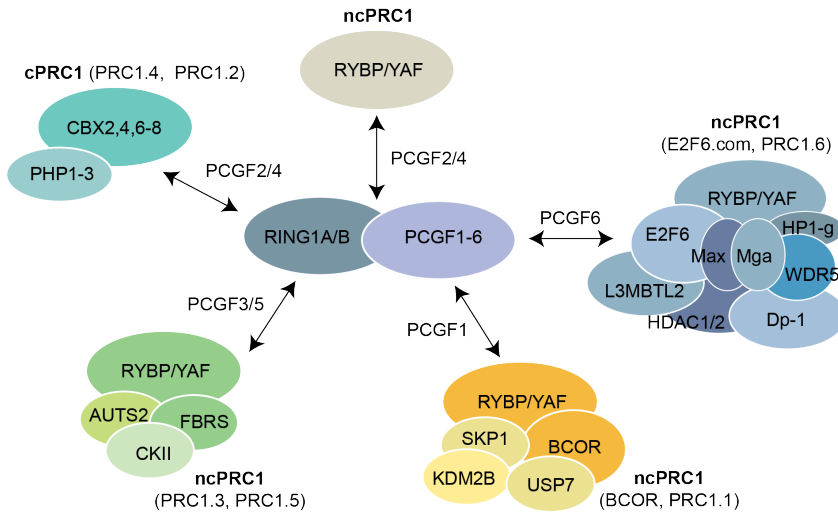 ncPRC1
RYBP/YAF
cPRC1 (PRC1.4, PRC1.2)
CBX2,4,6-8
PHP1-3
PCGF2/4
PCGF2/4
ncPRC1
(E2F6.com, PRC1.6)
RYBP/YAF
E2F6
HP1-g
Max
Mga
WDR5
L3MBTL2
HDAC1/2
Dp-1
PCGF6
RING1A/B
PCGF1-6
PCGF3/5
PCGF1
RYBP/YAF
AUTS2
FBRS
CKII
ncPRC1
(PRC1.3, PRC1.5)
RYBP/YAF
SKP1
BCOR
KDM2B
USP7
ncPRC1
(BCOR, PRC1.1)